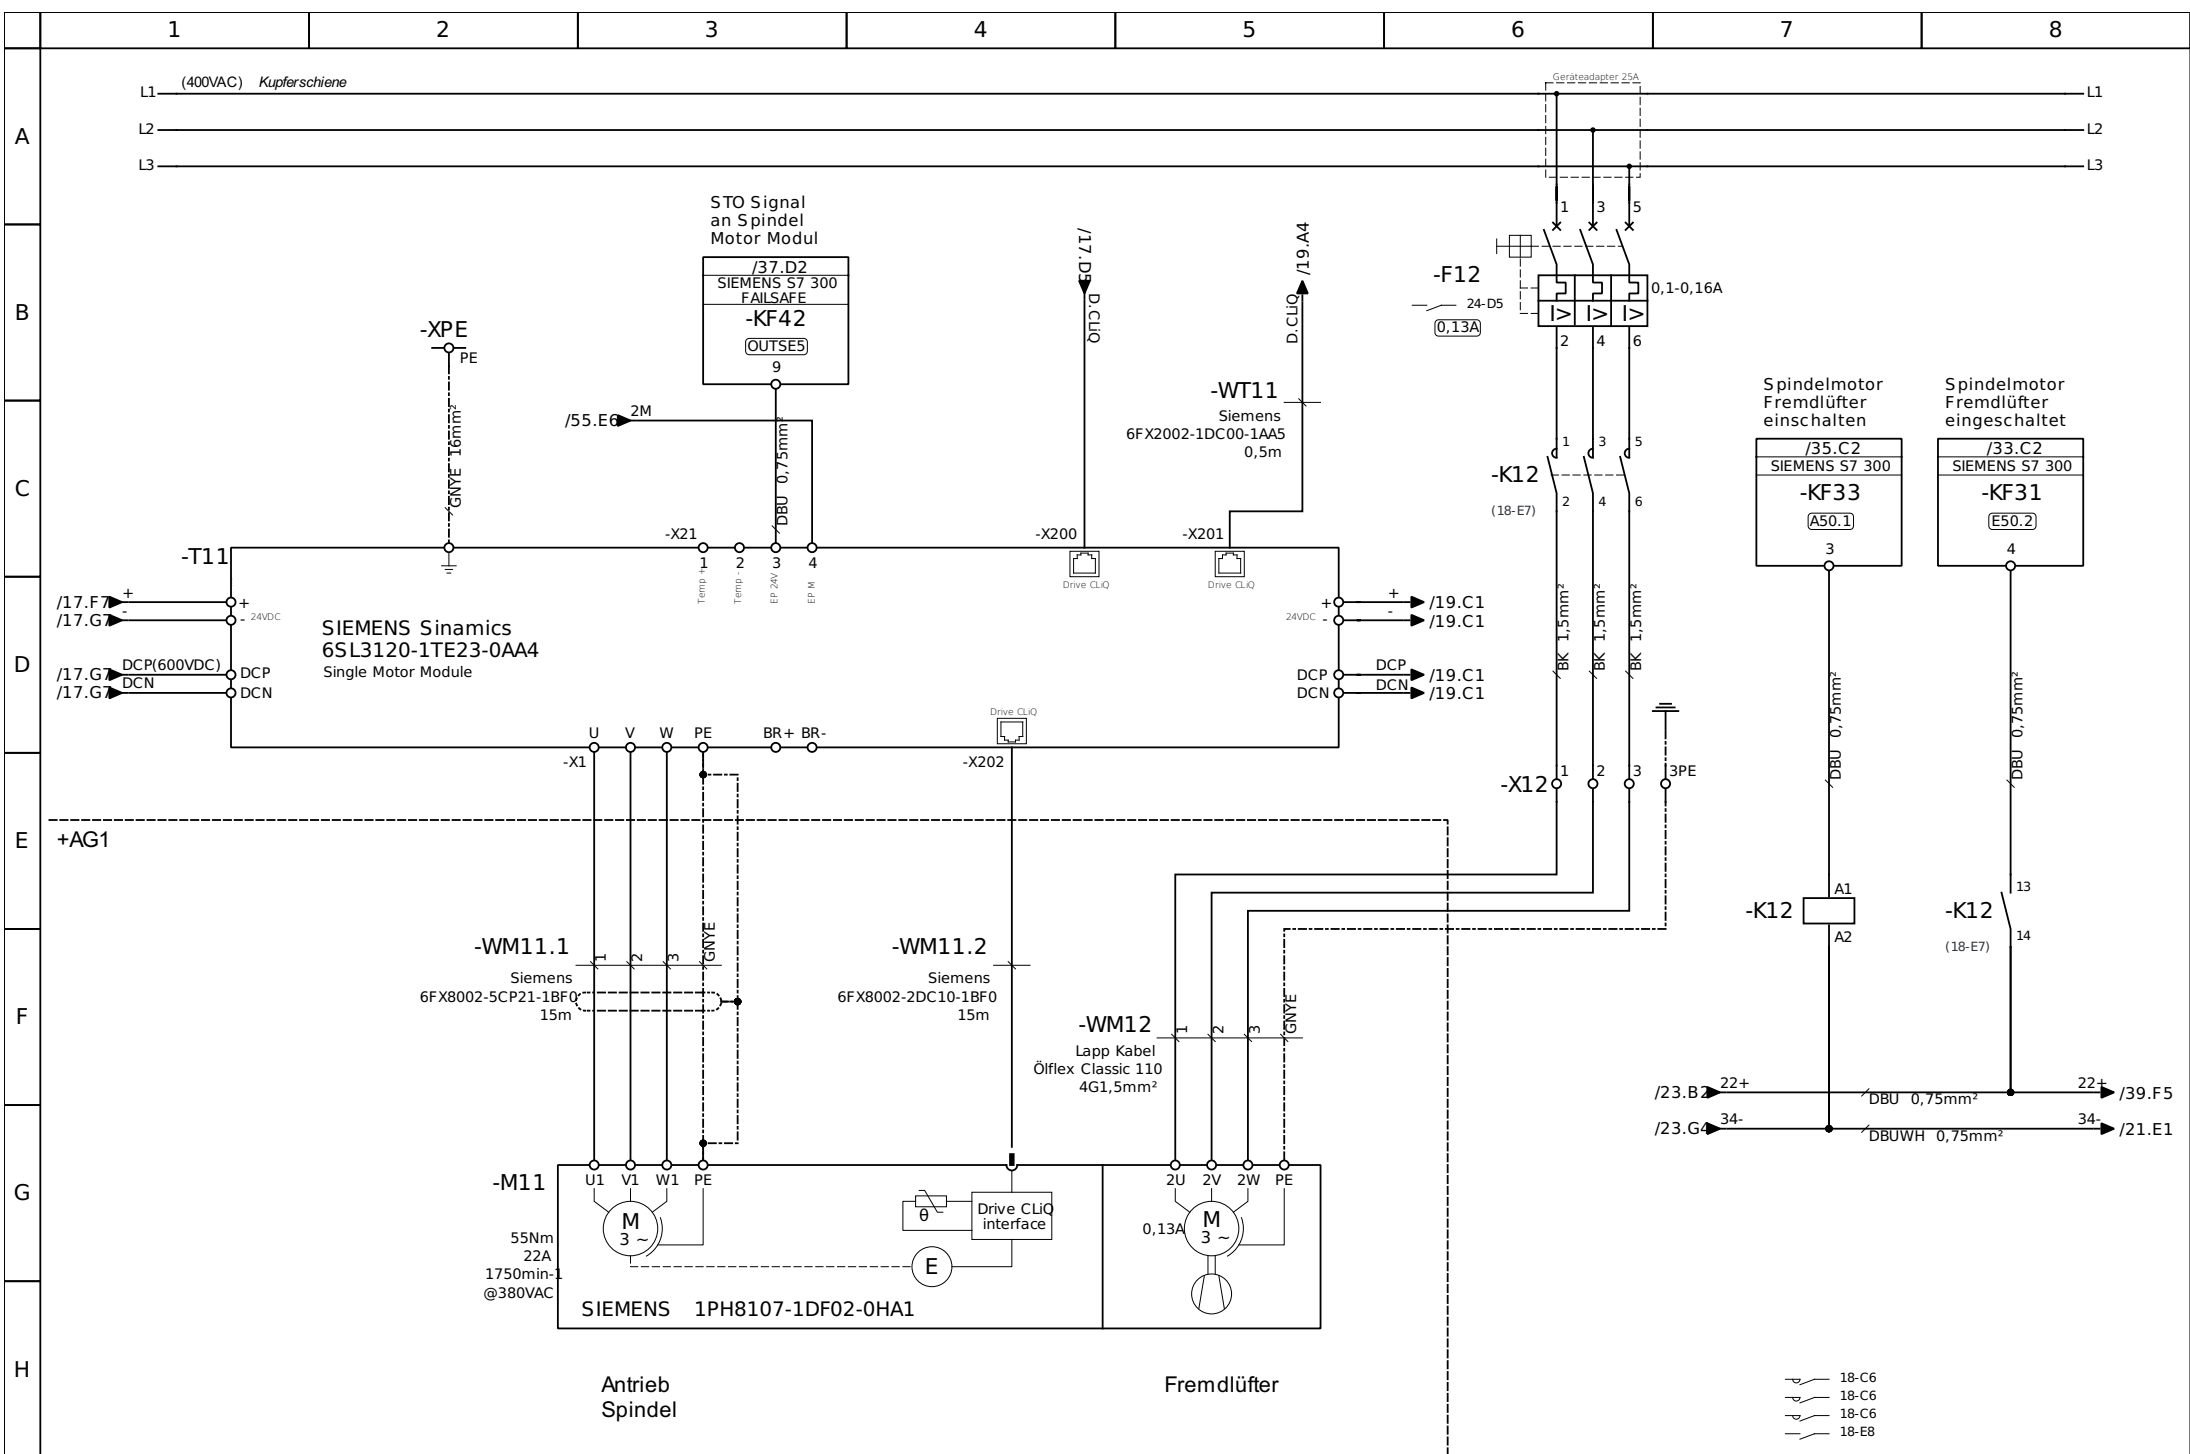 1 2 3 4 5 6 7 8
A
B
C
D
E
F
G
H
(400VAC) Kupferschiene
L1
L2
L3
L1
L2
L3
Geräteadapter 25A
1 3 5
-F12
24-D5
0,13A
0,1-0,16A
I> I> I>
2 4 6
STO Signal
an Spindel
Motor Modul
/37.D2
SIEMENS S7 300
FAILSAFE
-KF42
OUTSE5
9
/17.D5
D.CLiQ
/19.A4
D.CLiQ
-XPE
PE
GNYE 16mm²
/55.E6
2M
DBU 0,75mm²
-WT11
Siemens
6FX2002-1DC00-1AA5
0,5m
1 3 5
-K12
(18-E7)
2 4 6
BK 1,5mm²
BK 1,5mm²
BK 1,5mm²
Spindelmotor
Fremdlüfter
einschalten
/35.C2
SIEMENS S7 300
-KF33
A50.1
3
DBU 0,75mm²
Spindelmotor
Fremdlüfter
eingeschaltet
/33.C2
SIEMENS S7 300
-KF31
E50.2
4
DBU 0,75mm²
-T11
-X21
1 2 3 4
Temp +
Temp -
EP 24V
EP M
-X200
Drive CLiQ
-X201
Drive CLiQ
/17.F7 + +
/17.G7 - - 24VDC
/17.G7 DCP(600VDC) DCP
/17.G7 DCN DCN
SIEMENS Sinamics
6SL3120-1TE23-0AA4
Single Motor Module
+ + /19.C1
24VDC - - /19.C1
DCP DCP /19.C1
DCN DCN /19.C1
Drive CLiQ
U V W PE BR+ BR-
-X1
-X202
-X12
1 2 3 3PE
+AG1
-WM11.1
Siemens
6FX8002-5CP21-1BF0
15m
1 2 3 GNYE
-WM11.2
Siemens
6FX8002-2DC10-1BF0
15m
-WM12
Lapp Kabel
Ölflex Classic 110
4G1,5mm²
1 2 3 GNYE
-K12
A1
A2
-K12
(18-E7)
13
14
/23.B2 22+
DBU 0,75mm²
22+ /39.F5
/23.G4 34-
DBUWH 0,75mm²
34- /21.E1
-M11
U1 V1 W1 PE
M
3 ~
55Nm
22A
1750min-1
@380VAC
θ
Drive CLiQ
interface
E
SIEMENS 1PH8107-1DF02-0HA1
2U 2V 2W PE
0,13A
M
3 ~
Antrieb
Spindel
Fremdlüfter
18-C6
18-C6
18-C6
18-E8